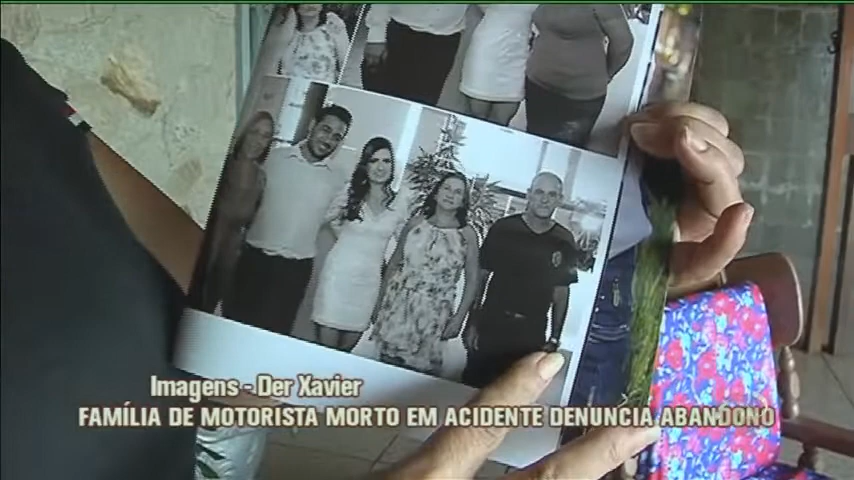 Imagens - Der Xavier
FAMÍLIA DE MOTORISTA MORTO EM ACIDENTE DENUNCIA ABANDONO